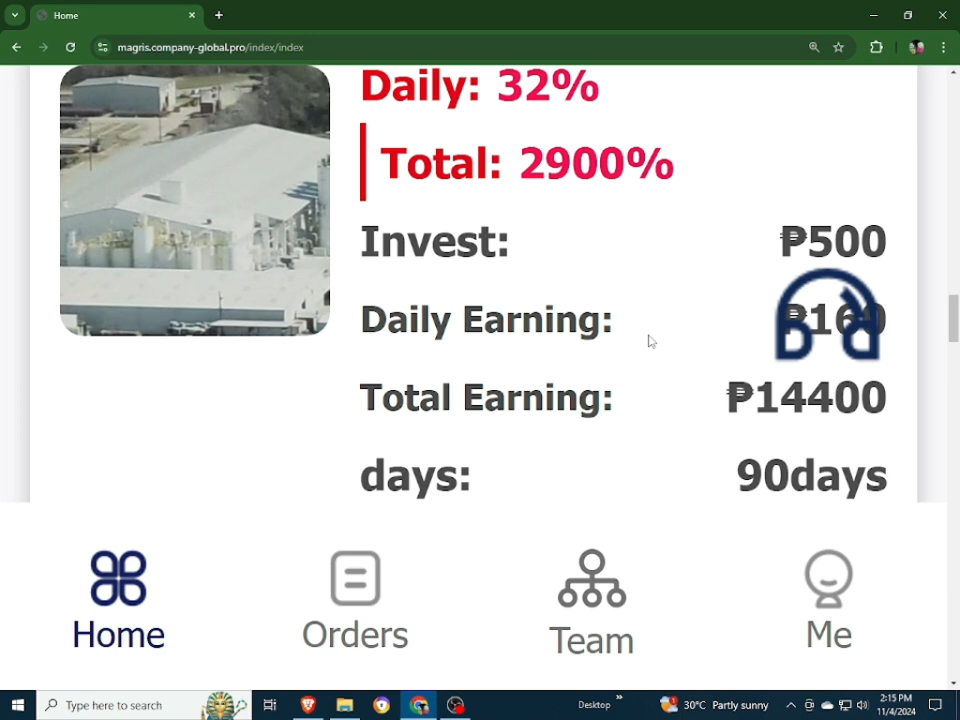 Home
magris.company-global.pro/index/index
Daily: 32%
Total: 2900%
Invest: ₱500
Daily Earning: ₱160
Total Earning: ₱14400
days: 90days
Home
Orders
Team
Me
Type here to search
Desktop
30°C Partly sunny
2:15 PM
11/4/2024